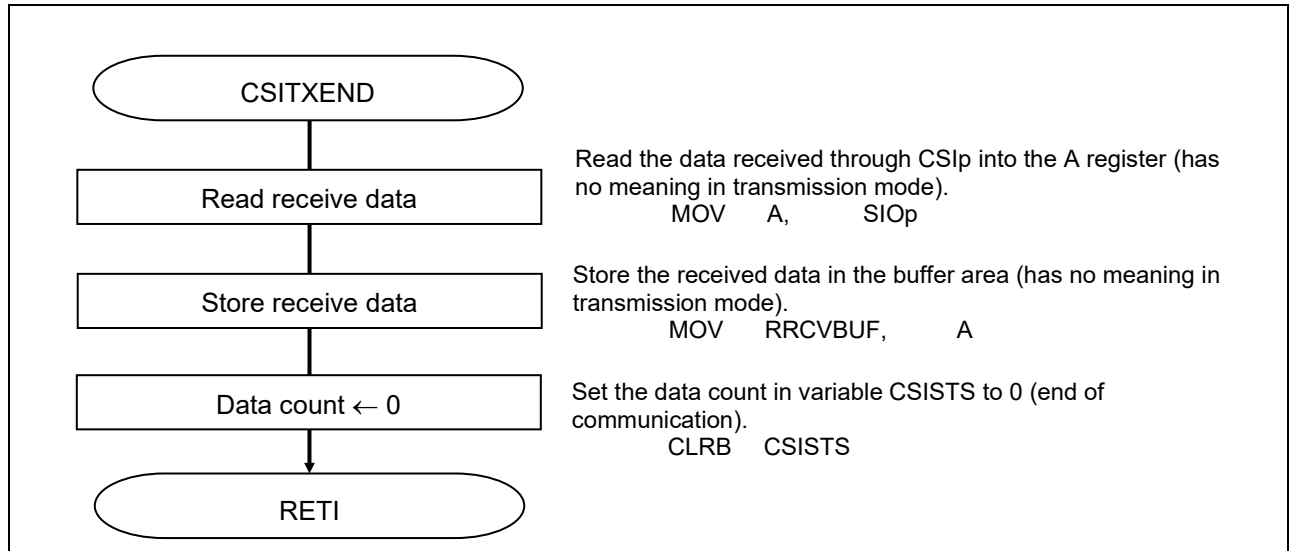 CSITXEND
Read receive data
Read the data received through CSIp into the A register (has
no meaning in transmission mode).
MOV A, SIOp
Store receive data
Store the received data in the buffer area (has no meaning in
transmission mode).
MOV RRCVBUF, A
Data count ← 0
Set the data count in variable CSISTS to 0 (end of
communication).
CLRB CSISTS
RETI